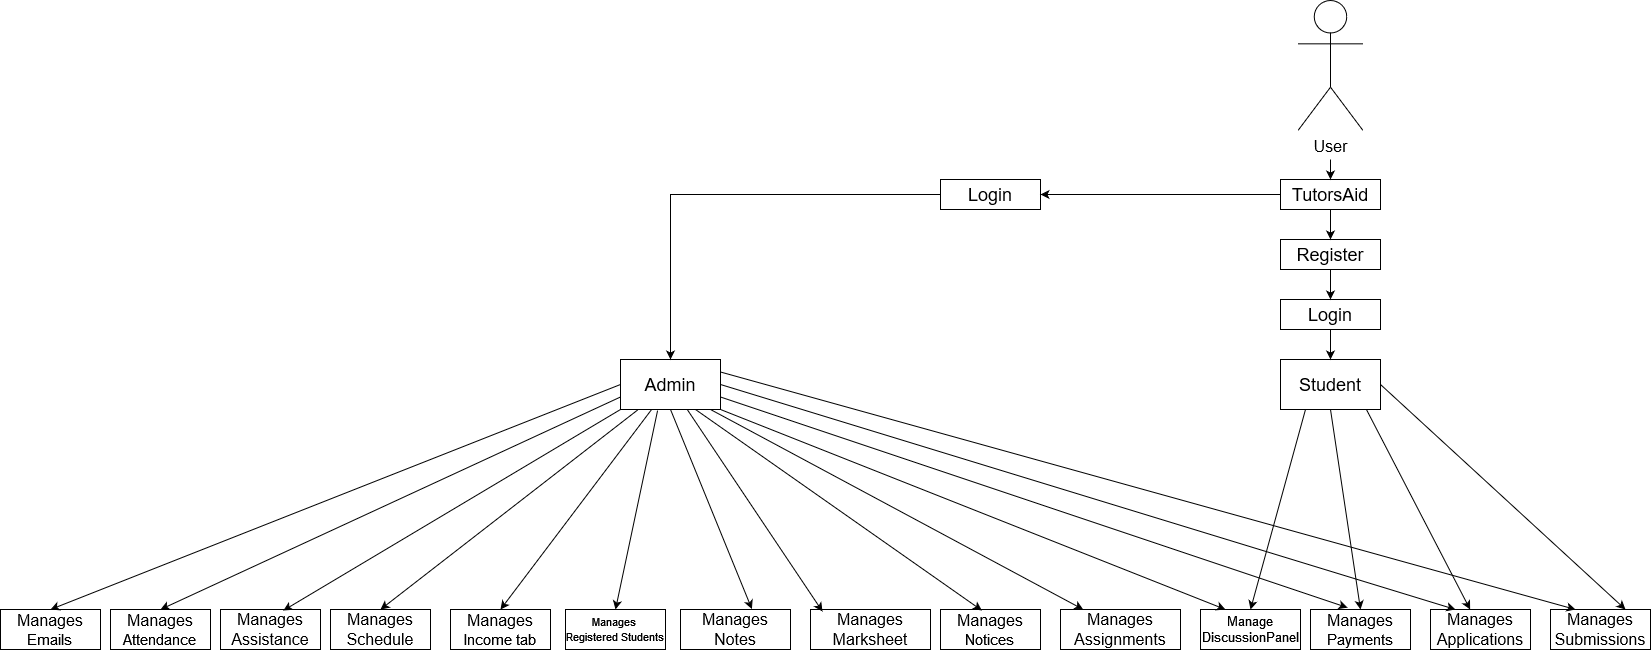 User
TutorsAid
Login
Register
Login
Admin
Student
Manages
Emails
Manages
Attendance
Manages
Assistance
Manages
Schedule
Manages
Income tab
Manages
Registered Students
Manages
Notes
Manages
Marksheet
Manages
Notices
Manages
Assignments
Manage
DiscussionPanel
Manages
Payments
Manages
Applications
Manages
Submissions